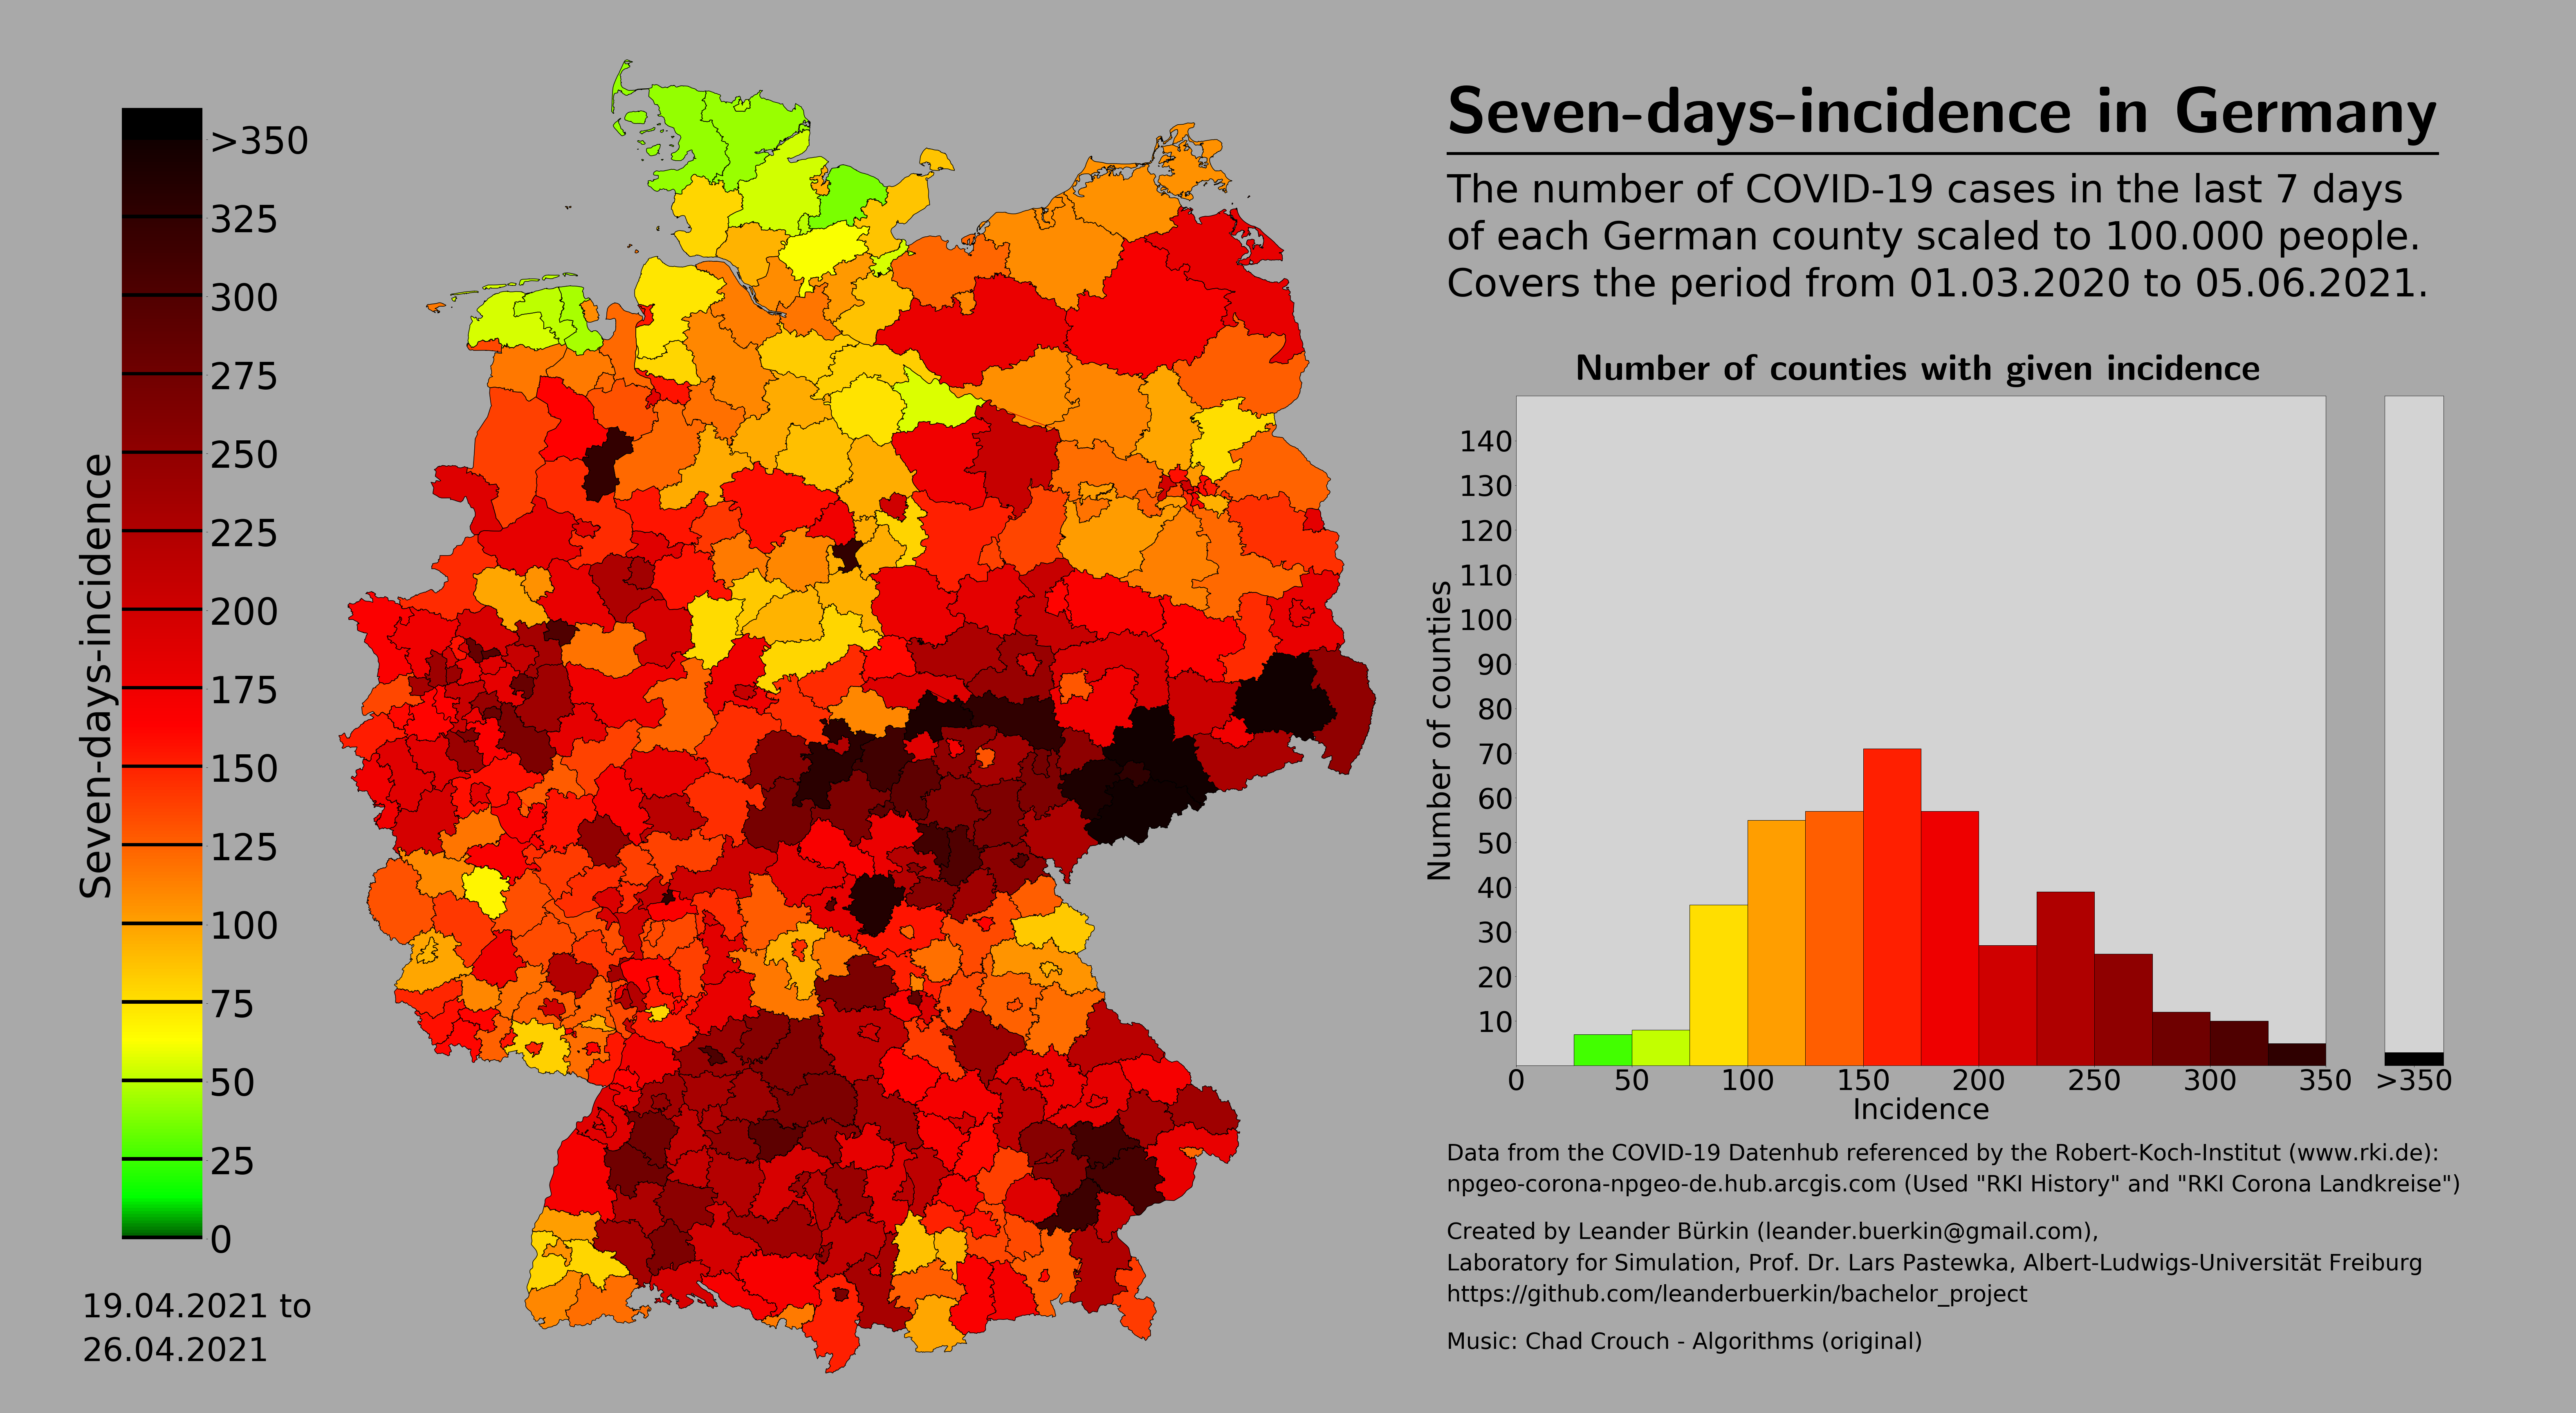 Seven-days-incidence in Germany
The number of COVID-19 cases in the last 7 days
of each German county scaled to 100.000 people.
Covers the period from 01.03.2020 to 05.06.2021.
Seven-days-incidence
>350
325
300
275
250
225
200
175
150
125
100
75
50
25
0
19.04.2021 to
26.04.2021
Number of counties with given incidence
Number of counties
140
130
120
110
100
90
80
70
60
50
40
30
20
10
0 50 100 150 200 250 300 350 >350
Incidence
Data from the COVID-19 Datenhub referenced by the Robert-Koch-Institut (www.rki.de):
npgeo-corona-npgeo-de.hub.arcgis.com (Used "RKI History" and "RKI Corona Landkreise")
Created by Leander Bürkin (leander.buerkin@gmail.com),
Laboratory for Simulation, Prof. Dr. Lars Pastewka, Albert-Ludwigs-Universität Freiburg
https://github.com/leanderbuerkin/bachelor_project
Music: Chad Crouch - Algorithms (original)